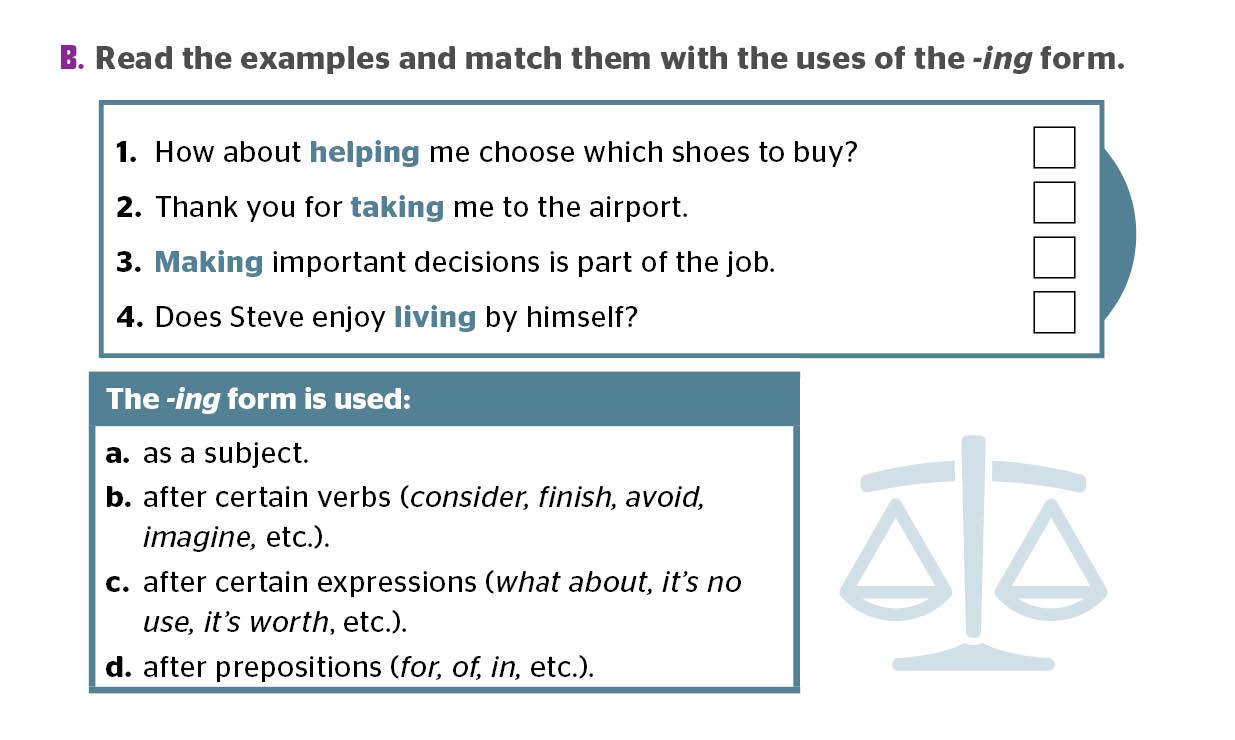 B. Read the examples and match them with the uses of the -ing form.
1. How about helping me choose which shoes to buy?
2. Thank you for taking me to the airport.
3. Making important decisions is part of the job.
4. Does Steve enjoy living by himself?
The -ing form is used:
a. as a subject.
b. after certain verbs (consider, finish, avoid,
imagine, etc.).
c. after certain expressions (what about, it’s no
use, it’s worth, etc.).
d. after prepositions (for, of, in, etc.).